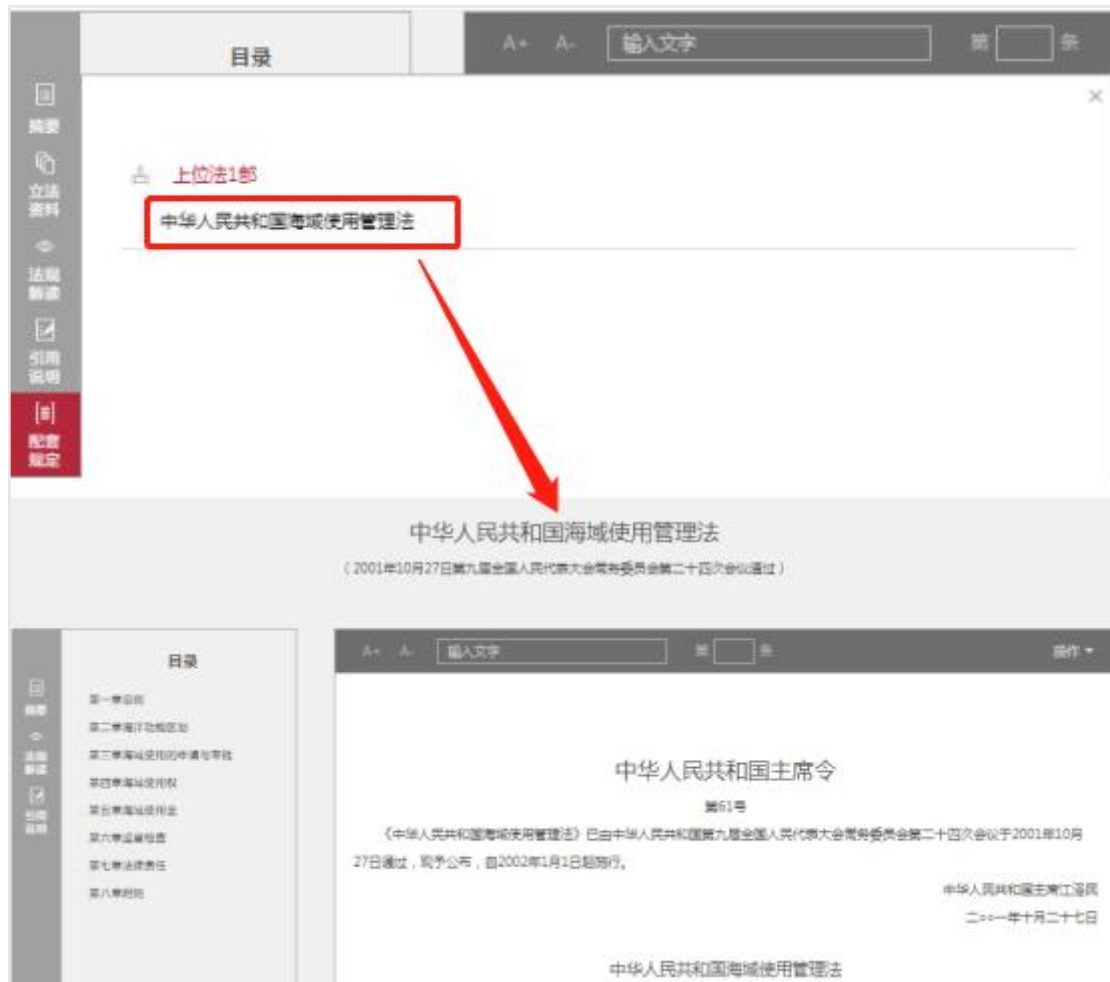 目录
A+ A- 输入文字 第 条
×
摘要
立法
资料
法规
解读
引用
说明
[≡]
配套
规定
上位法1部
中华人民共和国海域使用管理法
中华人民共和国海域使用管理法
(2001年10月27日第九届全国人民代表大会常务委员会第二十四次会议通过)
摘要
法规
解读
引用
说明
目录
第一章总则
第二章海洋功能区划
第三章海域使用的申请与审批
第四章海域使用权
第五章海域使用金
第六章监督检查
第七章法律责任
第八章附则
A+ A- 输入文字 第 条 操作
中华人民共和国主席令
第61号
《中华人民共和国海域使用管理法》已由中华人民共和国第九届全国人民代表大会常务委员会第二十四次会议于2001年10月
27日通过,现予公布,自2002年1月1日起施行。
中华人民共和国主席江泽民
二○○一年十月二十七日
中华人民共和国海域使用管理法